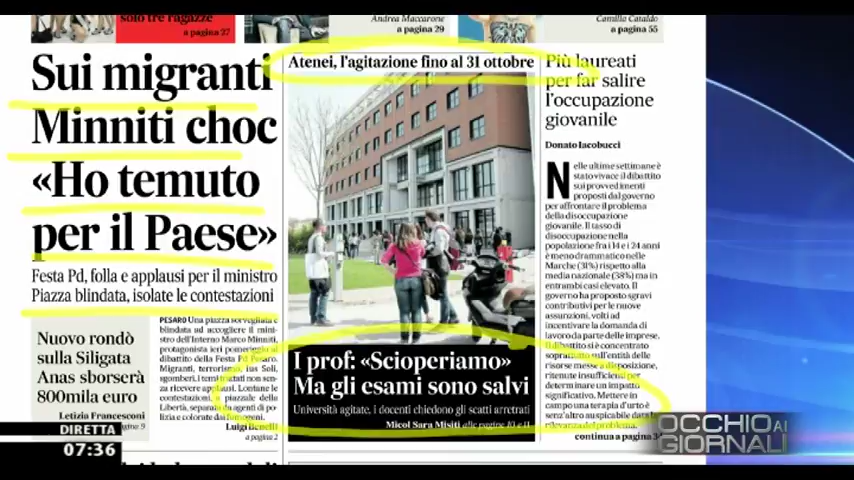 solo tre ragazze
a pagina 27
Andrea Maccarone
a pagina 29
Camilla Cataldo
a pagina 55
Sui migranti
Minniti choc
«Ho temuto
per il Paese»
Festa Pd, folla e applausi per il ministro
Piazza blindata, isolate le contestazioni
Nuovo rondò
sulla Siligata
Anas sborserà
800mila euro
Letizia Francesconi
a pagina 9
PESARO Una piazza sorvegliata e
blindata ad accogliere il mini-
stro dell'Interno Marco Minniti,
protagonista ieri pomeriggio al
dibattito della Festa Pd Pesaro.
Migranti, terrorismo, ius Soli,
sgomberi, i temi trattati non sen-
za ricevere applausi. Lontane le
contestazioni, a piazzale della
Libertà, separate da agenti di po-
lizia e colorate dai fumogeni.
Luigi Benelli
a pagina 2
Atenei, l'agitazione fino al 31 ottobre
I prof: «Scioperiamo»
Ma gli esami sono salvi
Università agitate, i docenti chiedono gli scatti arretrati
Micol Sara Misiti alle pagine 10 e 11
Più laureati
per far salire
l'occupazione
giovanile
Donato Iacobucci
Nelle ultime settimane è
stato vivace il dibattito
sui provvedimenti
proposti dal governo
per affrontare il problema
della disoccupazione
giovanile. Il tasso di
disoccupazione nella
popolazione fra i 14 e i 24 anni
è meno drammatico nelle
Marche (31%) rispetto alla
media nazionale (38%) ma in
entrambi casi elevato. Il
governo ha proposto sgravi
contributivi per le nuove
assunzioni, volti ad
incentivare la domanda di
lavoro da parte delle imprese.
Il dibattito si è concentrato
soprattutto sull'entità delle
risorse messe a disposizione,
ritenute insufficienti per
determinare un impatto
significativo. Mettere in
campo una terapia d'urto è
senz'altro auspicabile data la
rilevanza del problema.
continua a pagina
DIRETTA
07:36
OCCHIO AI
GIORNALI